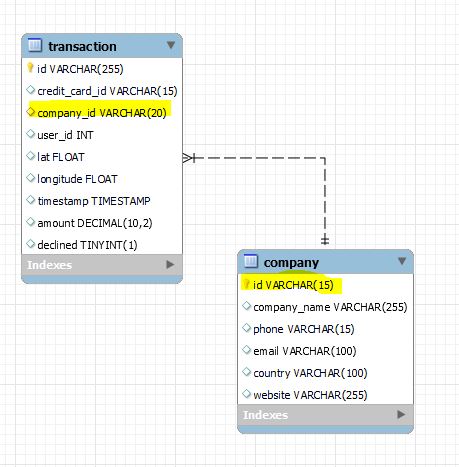 transaction
id VARCHAR(255)
credit_card_id VARCHAR(15)
company_id VARCHAR(20)
user_id INT
lat FLOAT
longitude FLOAT
timestamp TIMESTAMP
amount DECIMAL(10,2)
declined TINYINT(1)
Indexes
company
id VARCHAR(15)
company_name VARCHAR(255)
phone VARCHAR(15)
email VARCHAR(100)
country VARCHAR(100)
website VARCHAR(255)
Indexes